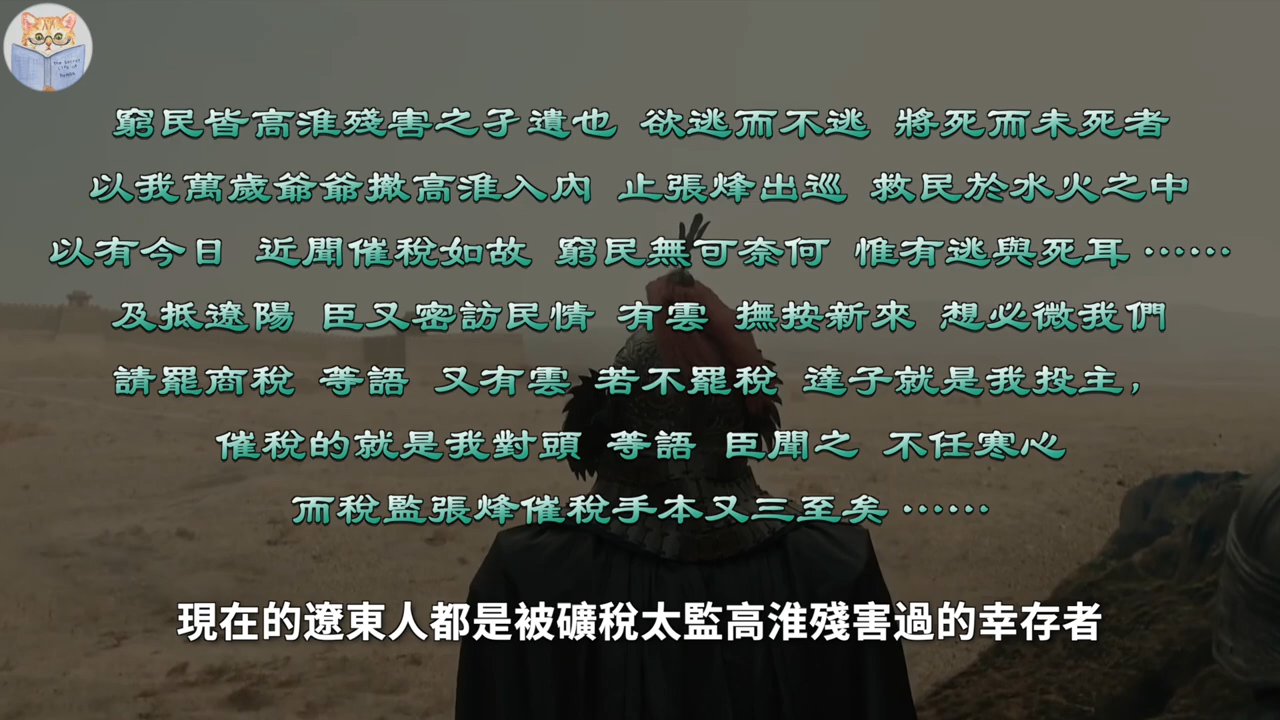 窮民皆高淮殘害之孑遺也 欲逃而不逃 將死而未死者
以我萬歲爺爺撤高淮入內 止張烽出巡 救民於水火之中
以有今日 近聞催稅如故 窮民無可奈何 惟有逃與死耳……
及抵遼陽 臣又密訪民情 有雲 撫按新來 想必微我們
請罷商稅 等語 又有雲 若不罷稅 達子就是我投主,
催稅的就是我對頭 等語 臣聞之 不任寒心
而稅監張烽催稅手本又三至矣……
現在的遼東人都是被礦稅太監高淮殘害過的幸存者